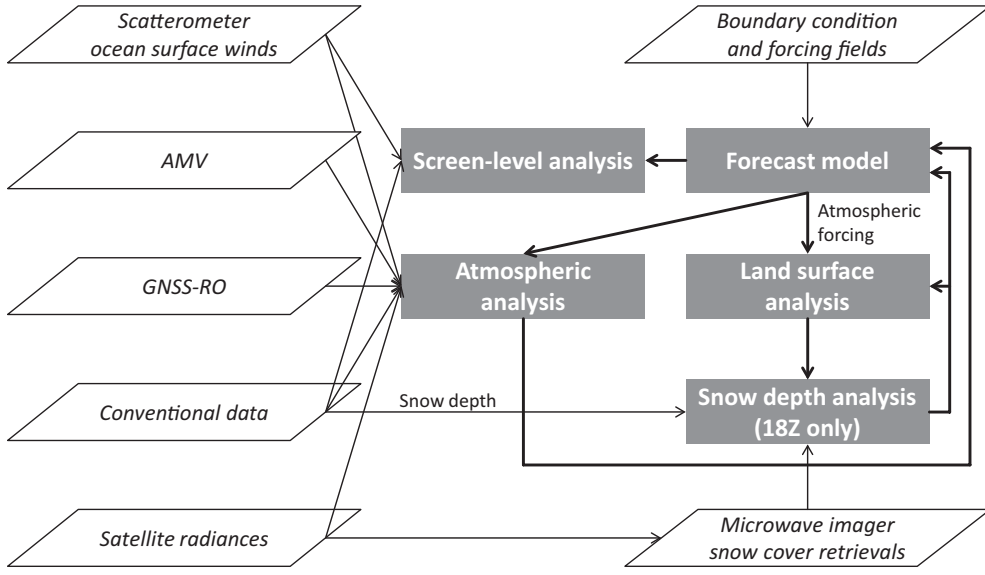 Scatterometer
ocean surface winds
Boundary condition
and forcing fields
AMV
Screen-level analysis
Forecast model
Atmospheric
forcing
GNSS-RO
Atmospheric
analysis
Land surface
analysis
Conventional data
Snow depth
Snow depth analysis
(18Z only)
Satellite radiances
Microwave imager
snow cover retrievals